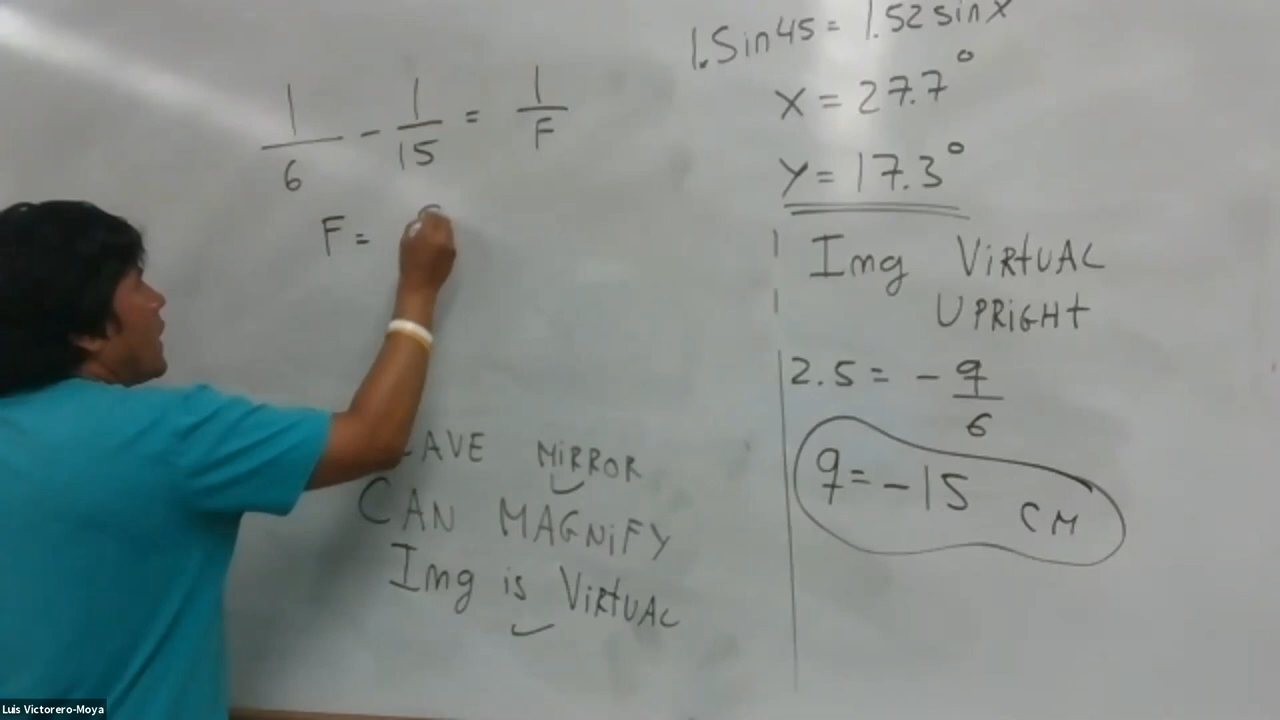 1/6 - 1/15 = 1/F
F =
AVE MiRROR
CAN MAGNiFY
Img is ViRtUAL
1.Sin45 = 1.52 sin x
X = 27.7°
Y = 17.3°
Img ViRtUAL
UPRiGHt
2.5 = - q/6
q = -15 CM
Luis Victorero-Moya